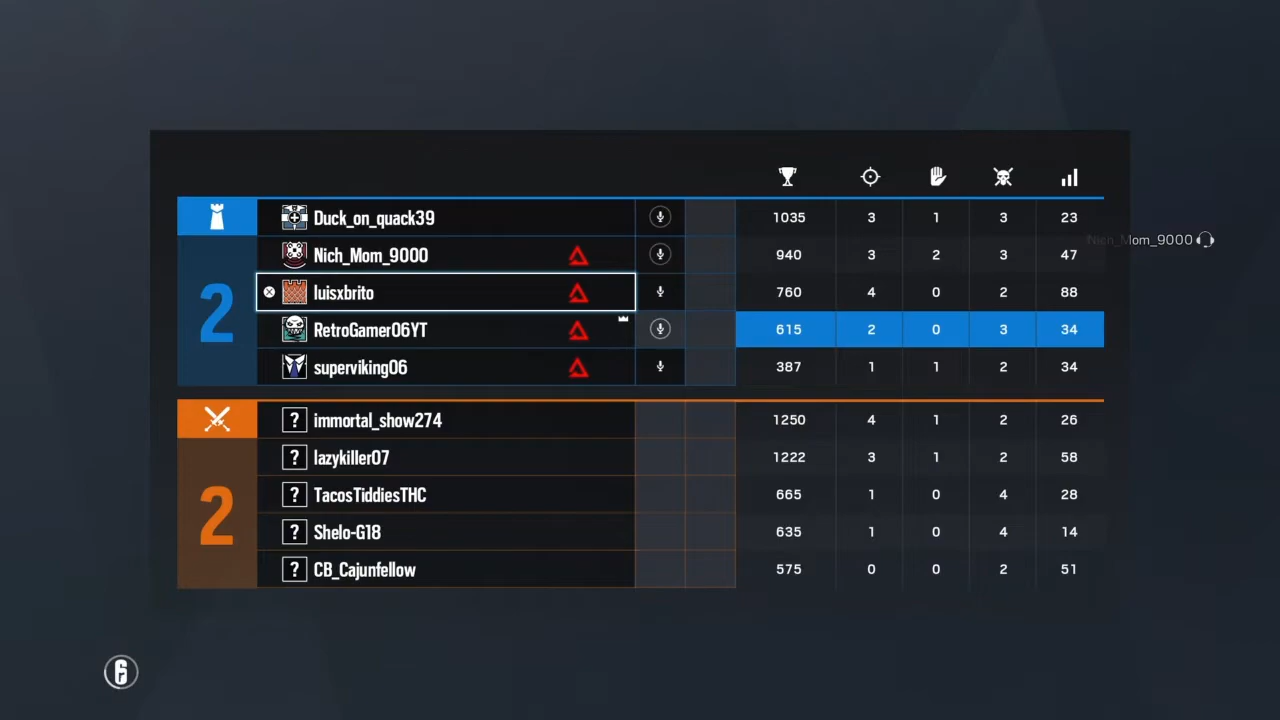 Duck_on_quack39 1035 3 1 3 23
Nich_Mom_9000 940 3 2 3 47
Nich_Mom_9000
2
luisxbrito 760 4 0 2 88
RetroGamer06YT 615 2 0 3 34
superviking06 387 1 1 2 34
immortal_show274 1250 4 1 2 26
lazykiller07 1222 3 1 2 58
2
TacosTiddiesTHC 665 1 0 4 28
Shelo-G18 635 1 0 4 14
CB_Cajunfellow 575 0 0 2 51
? 
?
?
?
?
6